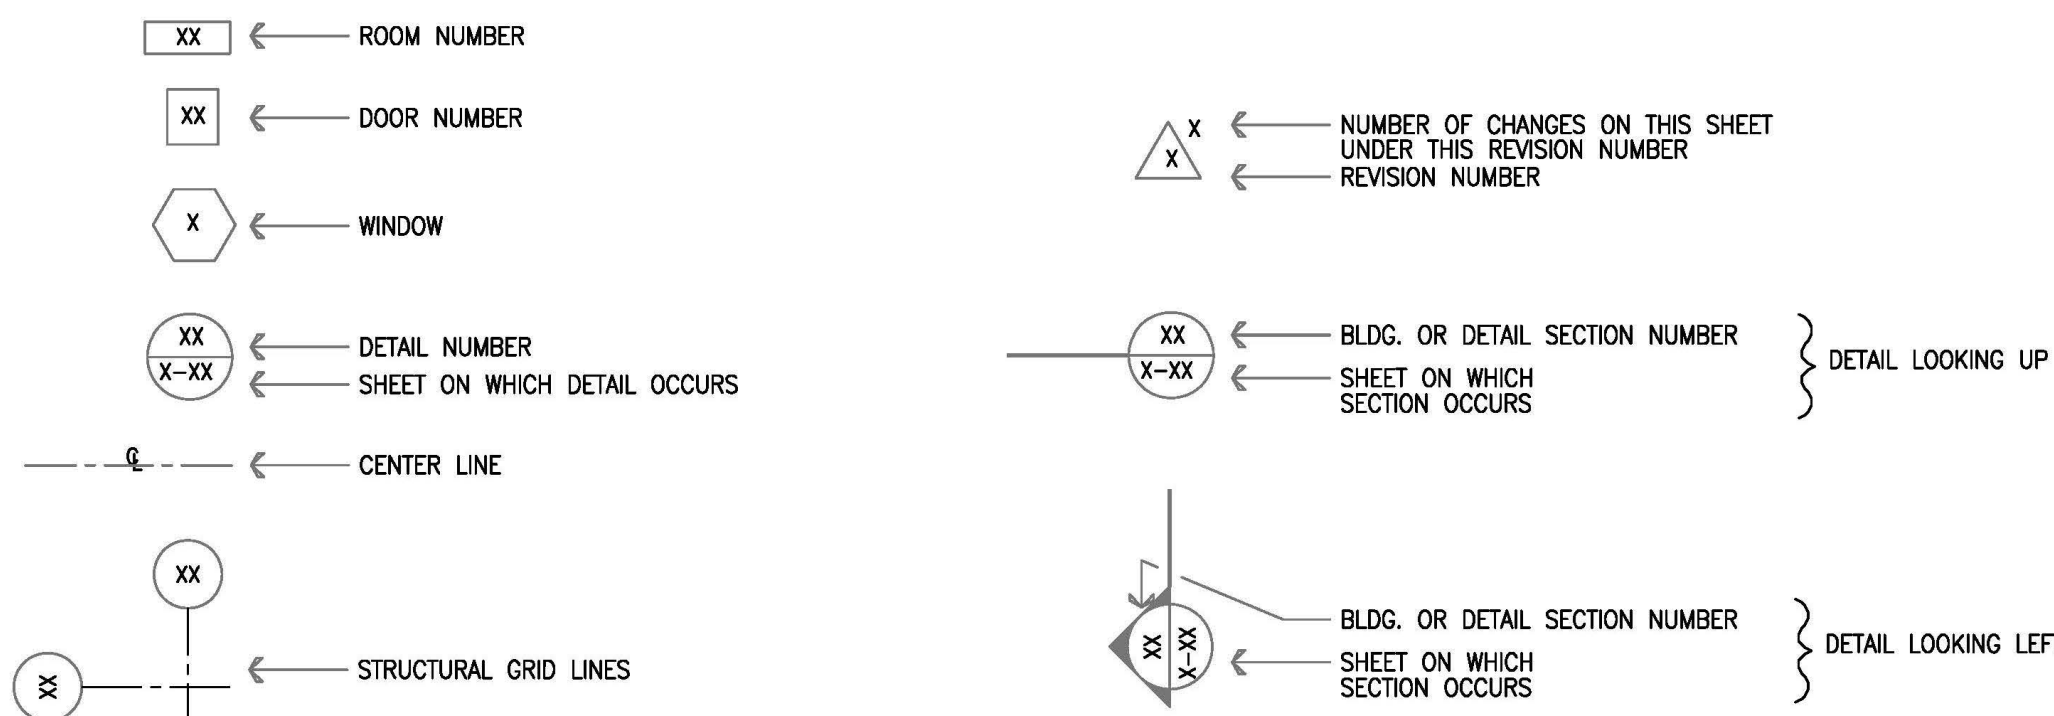 XX
ROOM NUMBER
XX
DOOR NUMBER
X
WINDOW
XX
DETAIL NUMBER
X-XX
SHEET ON WHICH DETAIL OCCURS
CL
CENTER LINE
XX
XX
STRUCTURAL GRID LINES
X
NUMBER OF CHANGES ON THIS SHEET
UNDER THIS REVISION NUMBER
X
REVISION NUMBER
XX
BLDG. OR DETAIL SECTION NUMBER
X-XX
SHEET ON WHICH
SECTION OCCURS
DETAIL LOOKING UP
BLDG. OR DETAIL SECTION NUMBER
XX
X-XX
SHEET ON WHICH
SECTION OCCURS
DETAIL LOOKING LEF